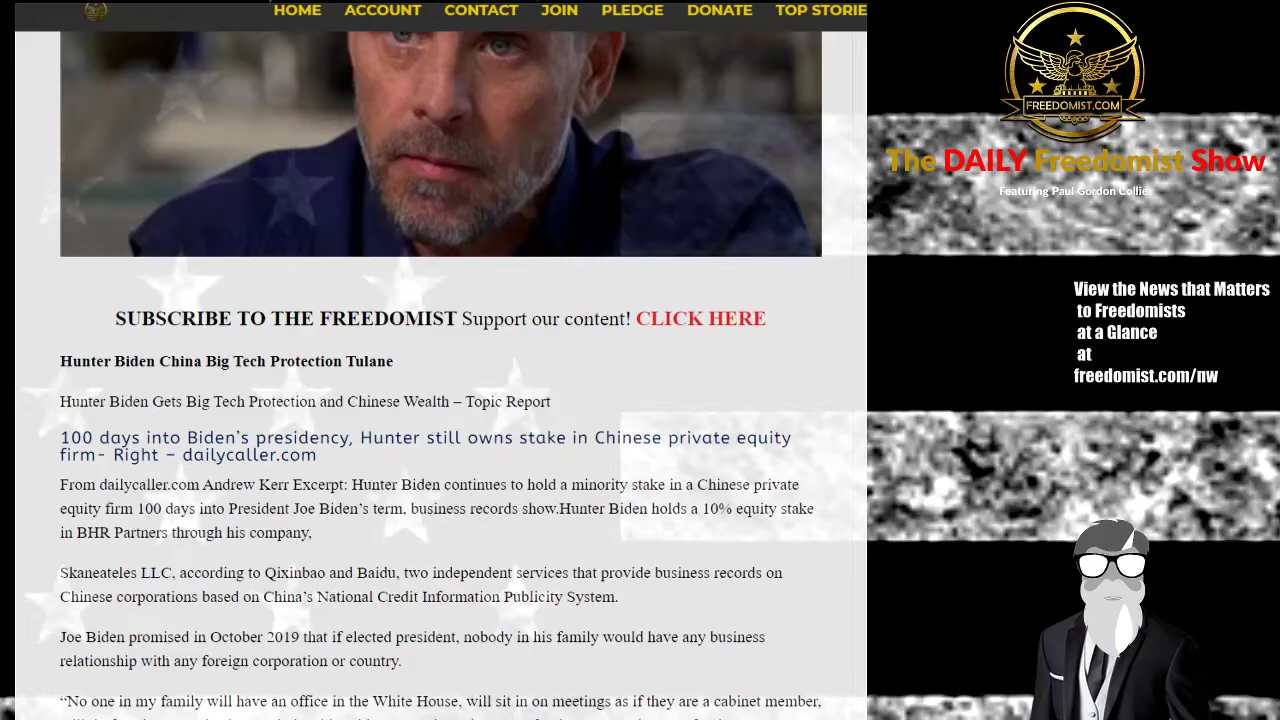 HOME ACCOUNT CONTACT JOIN PLEDGE DONATE TOP STORIE
FREEDOMIST.COM
The DAILY Freedomist Show
Featuring Paul Gordon Collie
SUBSCRIBE TO THE FREEDOMIST Support our content! CLICK HERE
Hunter Biden China Big Tech Protection Tulane
Hunter Biden Gets Big Tech Protection and Chinese Wealth – Topic Report
100 days into Biden's presidency, Hunter still owns stake in Chinese private equity
firm- Right – dailycaller.com
From dailycaller.com Andrew Kerr Excerpt: Hunter Biden continues to hold a minority stake in a Chinese private
equity firm 100 days into President Joe Biden's term, business records show.Hunter Biden holds a 10% equity stake
in BHR Partners through his company,
Skaneateles LLC, according to Qixinbao and Baidu, two independent services that provide business records on
Chinese corporations based on China's National Credit Information Publicity System.
Joe Biden promised in October 2019 that if elected president, nobody in his family would have any business
relationship with any foreign corporation or country.
“No one in my family will have an office in the White House, will sit in on meetings as if they are a cabinet member,
View the News that Matters
to Freedomists
at a Glance
at
freedomist.com/nw